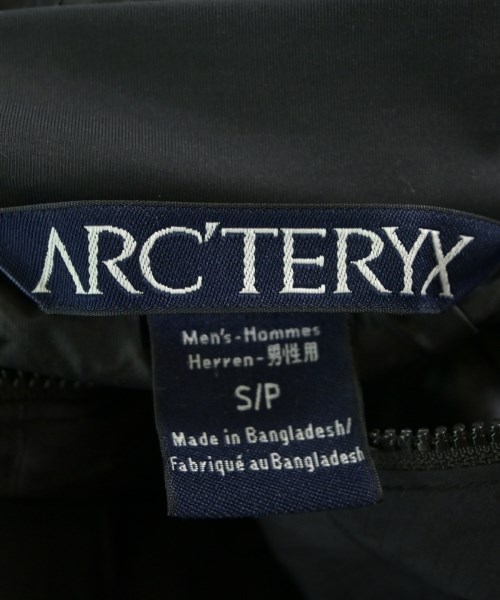 ARC'TERYX
Men's-Hommes
Herren-男性用
S/P
Made in Bangladesh/
Fabriqué au Bangladesh